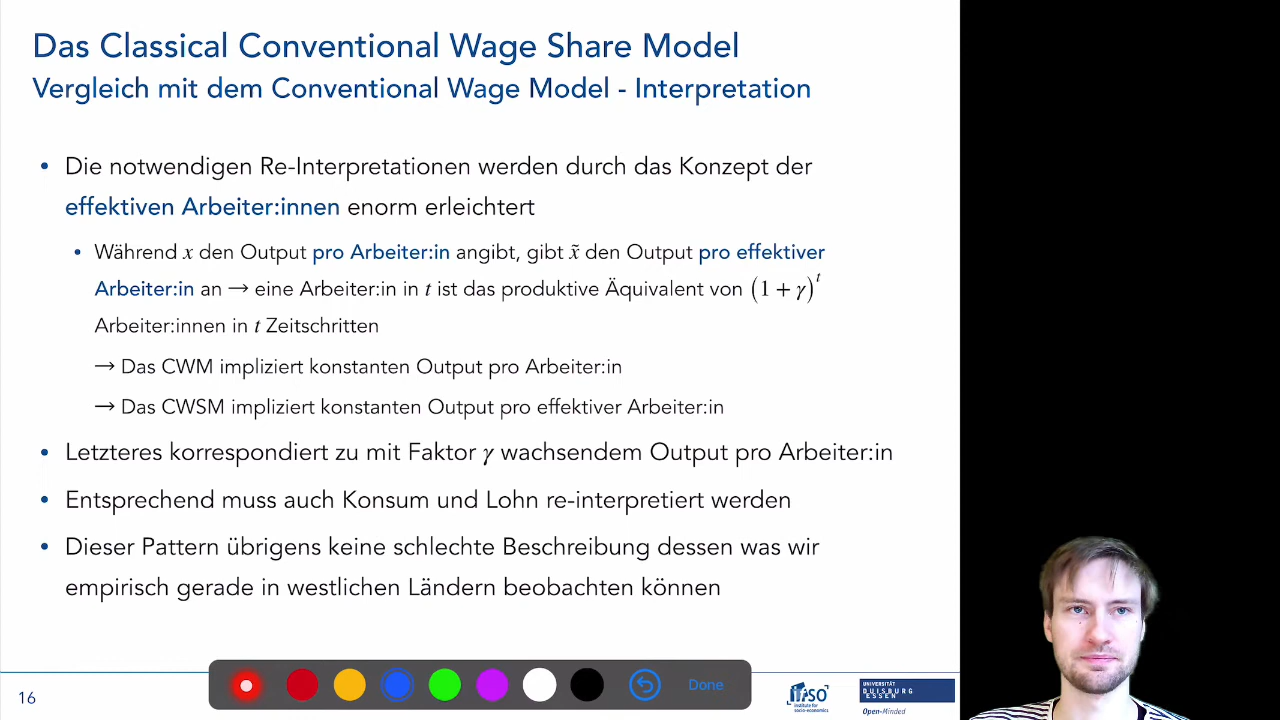 Das Classical Conventional Wage Share Model
Vergleich mit dem Conventional Wage Model - Interpretation
• Die notwendigen Re-Interpretationen werden durch das Konzept der
effektiven Arbeiter:innen enorm erleichtert
• Während x den Output pro Arbeiter:in angibt, gibt x̃ den Output pro effektiver
Arbeiter:in an → eine Arbeiter:in in t ist das produktive Äquivalent von (1 + γ)^t
Arbeiter:innen in t Zeitschritten
→ Das CWM impliziert konstanten Output pro Arbeiter:in
→ Das CWSM impliziert konstanten Output pro effektiver Arbeiter:in
• Letzteres korrespondiert zu mit Faktor γ wachsendem Output pro Arbeiter:in
• Entsprechend muss auch Konsum und Lohn re-interpretiert werden
• Dieser Pattern übrigens keine schlechte Beschreibung dessen was wir
empirisch gerade in westlichen Ländern beobachten können
Done
16
ifso
institute for
socio-economics
UNIVERSITÄT
DUISBURG
ESSEN
Open-Minded